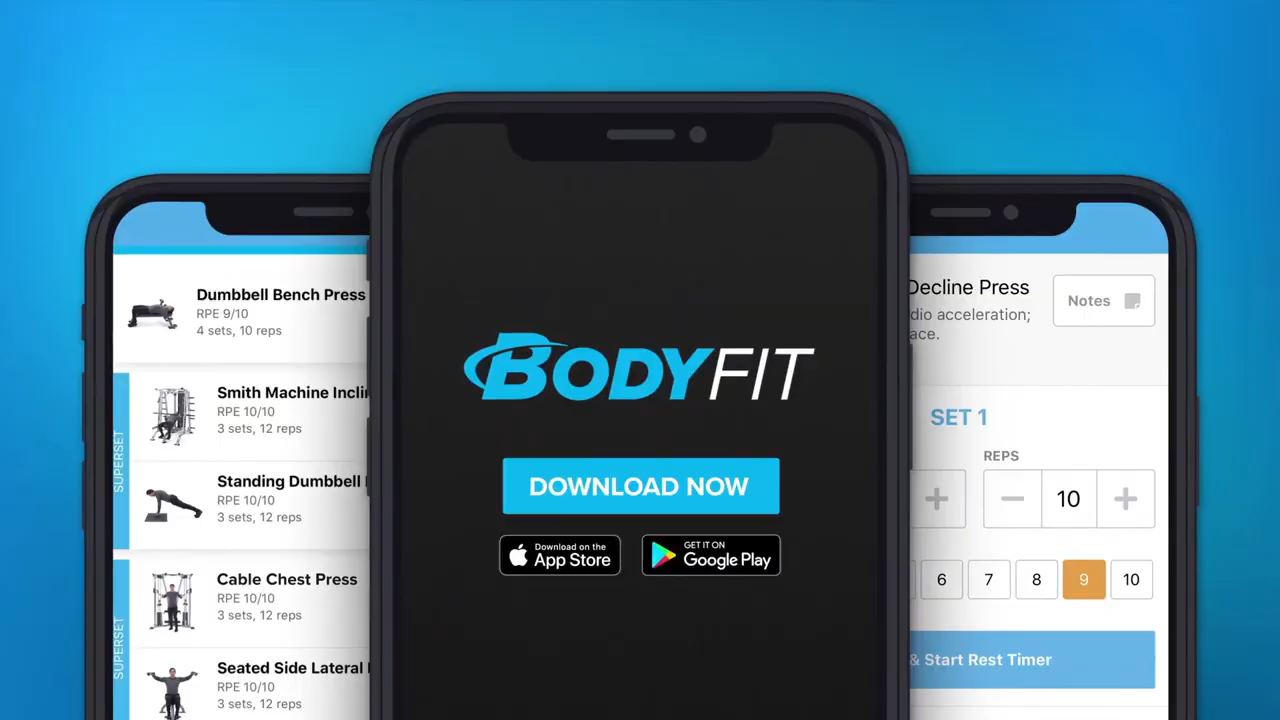 Dumbbell Bench Press
RPE 9/10
4 sets, 10 reps
SUPERSET
Smith Machine
RPE 10/10
3 sets, 12 reps
Standing Dumbbell
RPE 10/10
3 sets, 12 reps
SUPERSET
Cable Chest Press
RPE 10/10
3 sets, 12 reps
Seated Side Lateral
RPE 10/10
3 sets, 12 reps
BODYFIT
DOWNLOAD NOW
Download on the
App Store
GET IT ON
Google Play
Decline Press
Notes
acceleration;
SET 1
REPS
10
6 7 8 9 10
& Start Rest Timer